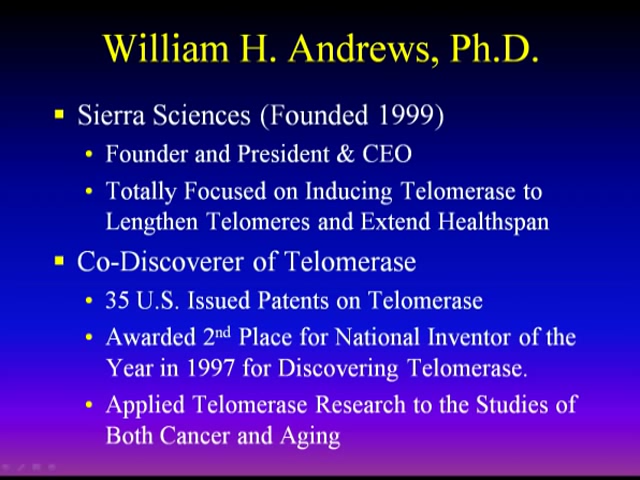 William H. Andrews, Ph.D.
Sierra Sciences (Founded 1999)
Founder and President & CEO
Totally Focused on Inducing Telomerase to
Lengthen Telomeres and Extend Healthspan
Co-Discoverer of Telomerase
35 U.S. Issued Patents on Telomerase
Awarded 2nd Place for National Inventor of the
Year in 1997 for Discovering Telomerase.
Applied Telomerase Research to the Studies of
Both Cancer and Aging